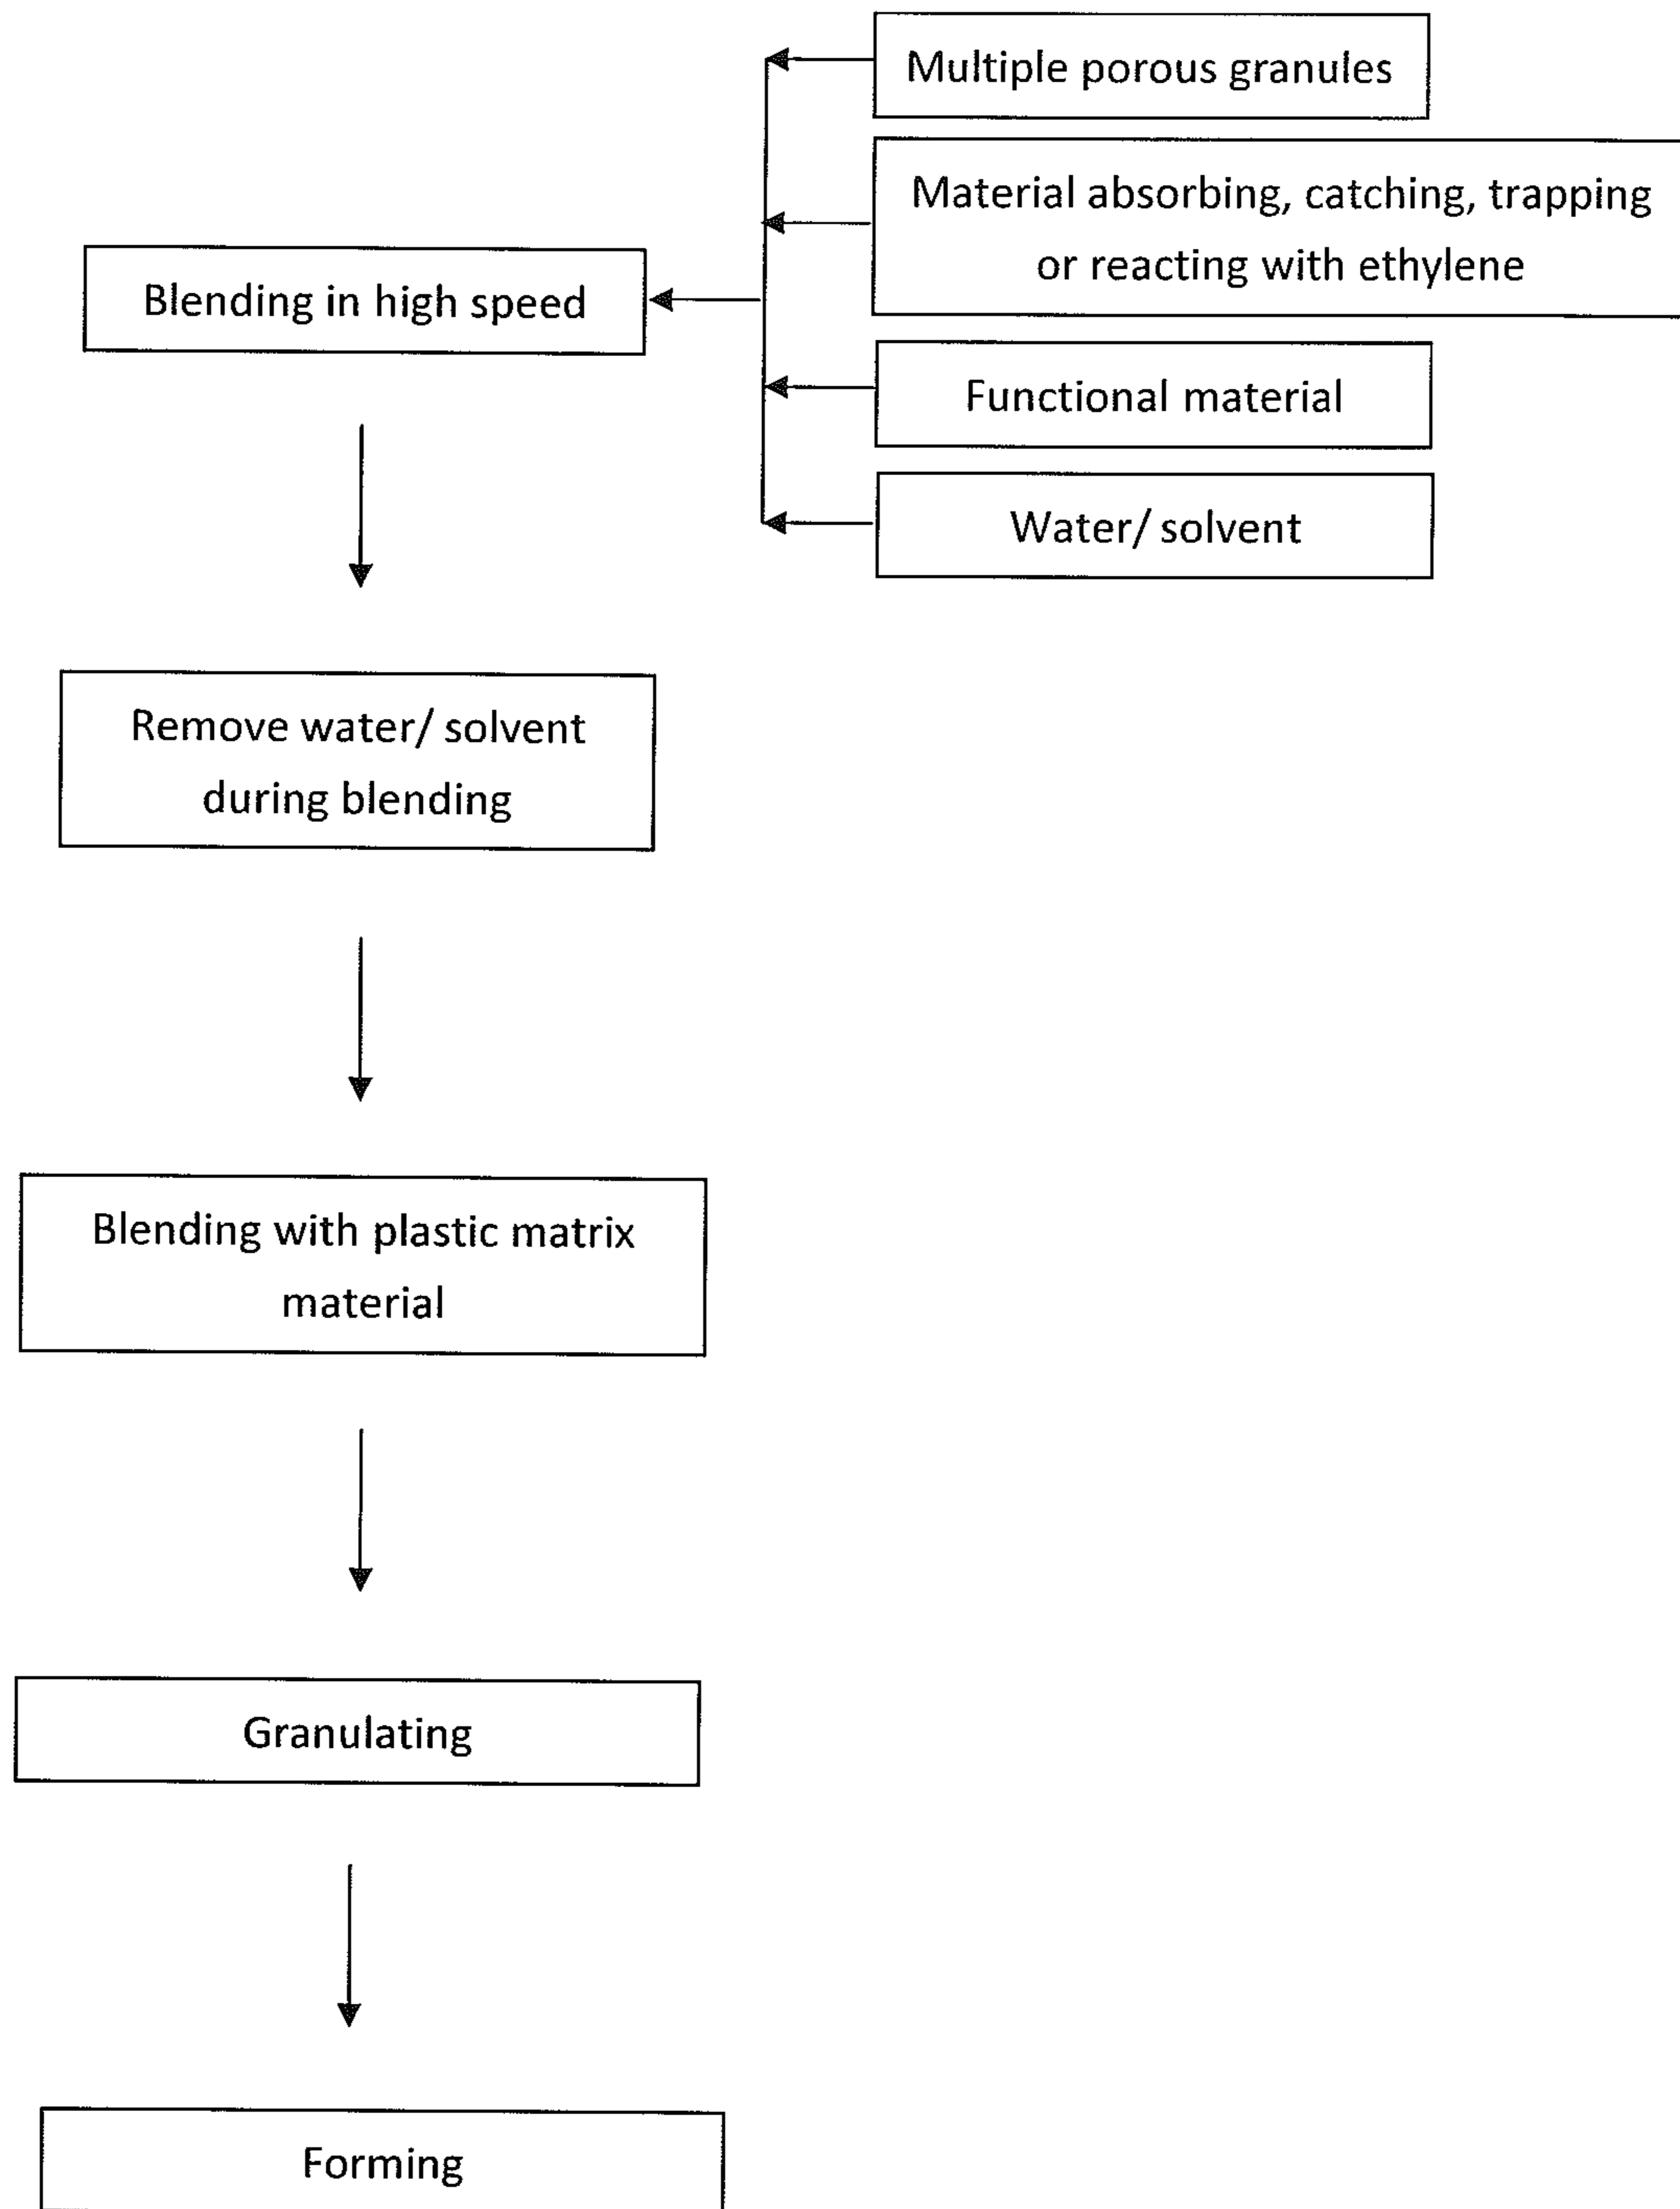 Multiple porous granules
Material absorbing, catching, trapping
or reacting with ethylene
Blending in high speed
Functional material
Water/ solvent
Remove water/ solvent
during blending
Blending with plastic matrix
material
Granulating
Forming